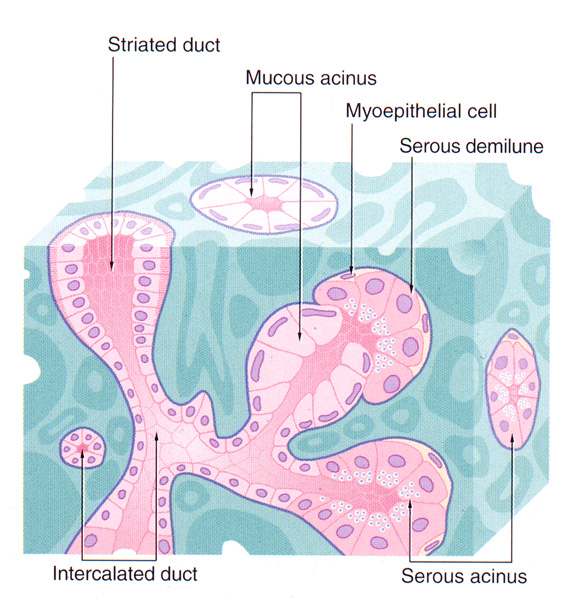 Striated duct
Mucous acinus
Myoepithelial cell
Serous demilune
Intercalated duct
Serous acinus